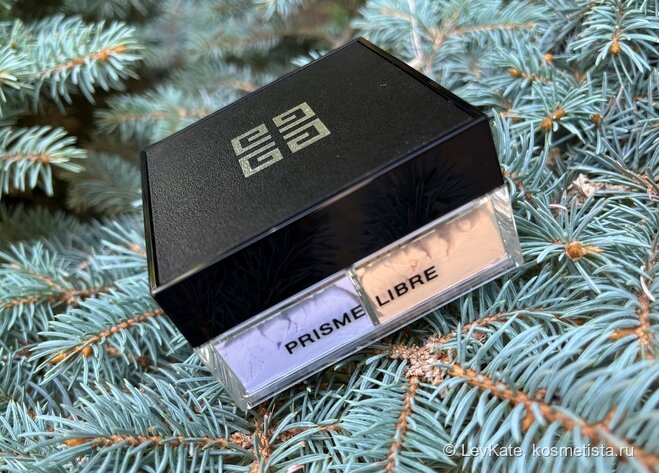 PRISME LIBRE
© LevKate, kosmetista.ru